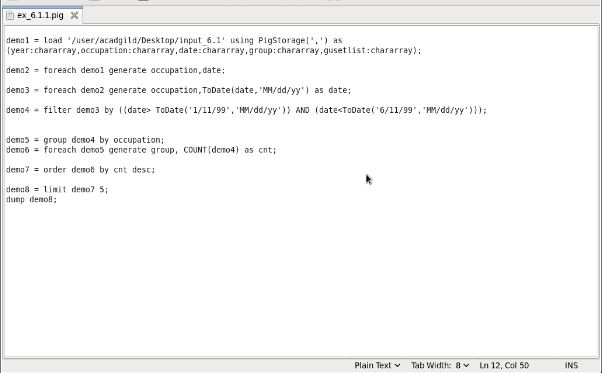 ex_6.1.1.pig
demo1 = load '/user/acadgild/Desktop/input_6.1' using PigStorage(',') as
(year:chararray,occupation:chararray,date:chararray,group:chararray,gusetlist:chararray);
demo2 = foreach demo1 generate occupation,date;
demo3 = foreach demo2 generate occupation,ToDate(date,'MM/dd/yy') as date;
demo4 = filter demo3 by ((date> ToDate('1/11/99','MM/dd/yy')) AND (date<ToDate('6/11/99','MM/dd/yy')));
demo5 = group demo4 by occupation;
demo6 = foreach demo5 generate group, COUNT(demo4) as cnt;
demo7 = order demo6 by cnt desc;
demo8 = limit demo7 5;
dump demo8;
Plain Text Tab Width: 8 Ln 12, Col 50 INS